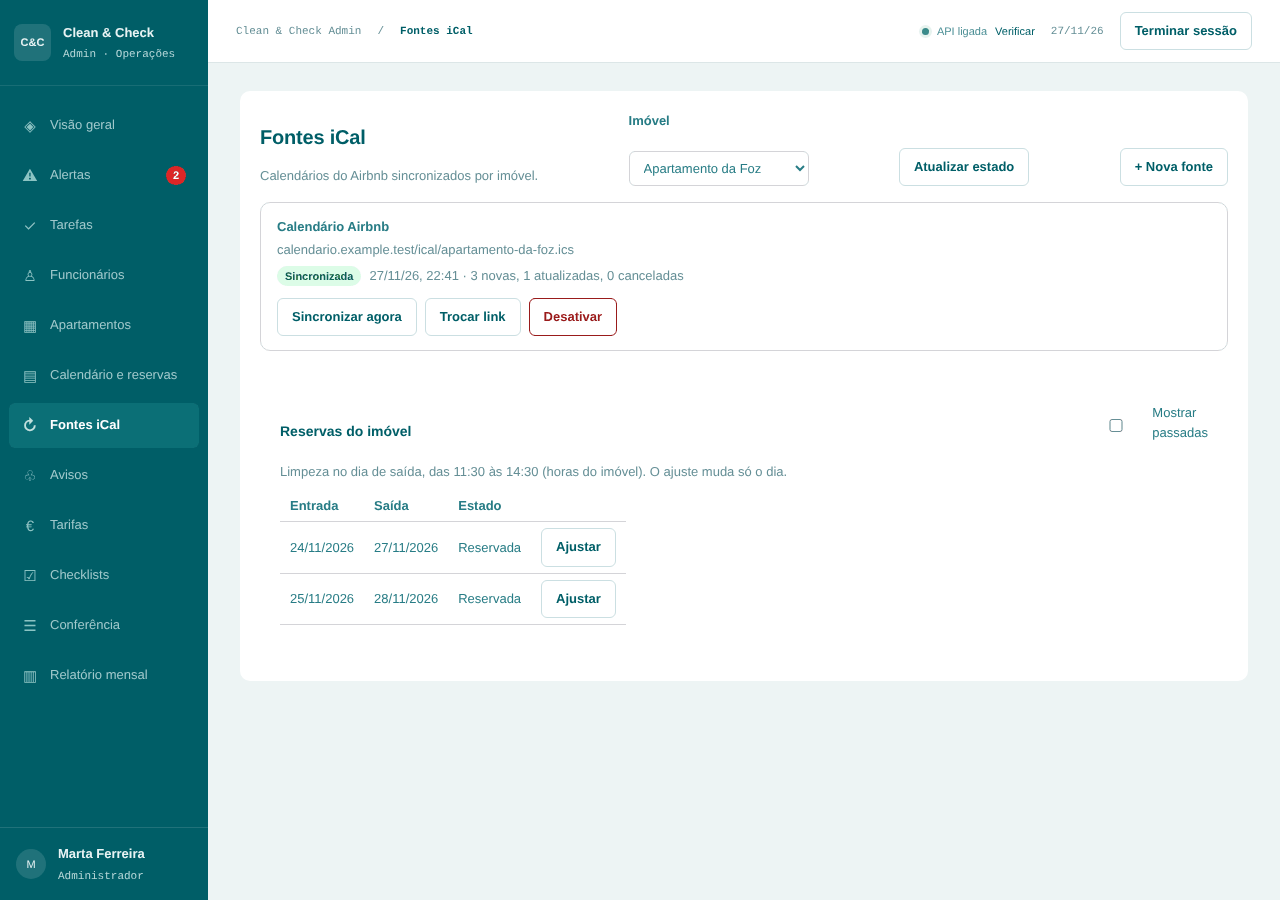 C&C
Clean & Check
Admin · Operações
Visão geral
Alertas 2
Tarefas
Funcionários
Apartamentos
Calendário e reservas
Fontes iCal
Avisos
€ Tarifas
Checklists
Conferência
Relatório mensal
M
Marta Ferreira
Administrador
Clean & Check Admin / Fontes iCal
API ligada Verificar 27/11/26 Terminar sessão
Fontes iCal
Calendários do Airbnb sincronizados por imóvel.
Imóvel
Apartamento da Foz
Atualizar estado
+ Nova fonte
Calendário Airbnb
calendario.example.test/ical/apartamento-da-foz.ics
Sincronizada 27/11/26, 22:41 · 3 novas, 1 atualizadas, 0 canceladas
Sincronizar agora Trocar link Desativar
Reservas do imóvel
Mostrar
passadas
Limpeza no dia de saída, das 11:30 às 14:30 (horas do imóvel). O ajuste muda só o dia.
Entrada Saída Estado
24/11/2026 27/11/2026 Reservada Ajustar
25/11/2026 28/11/2026 Reservada Ajustar